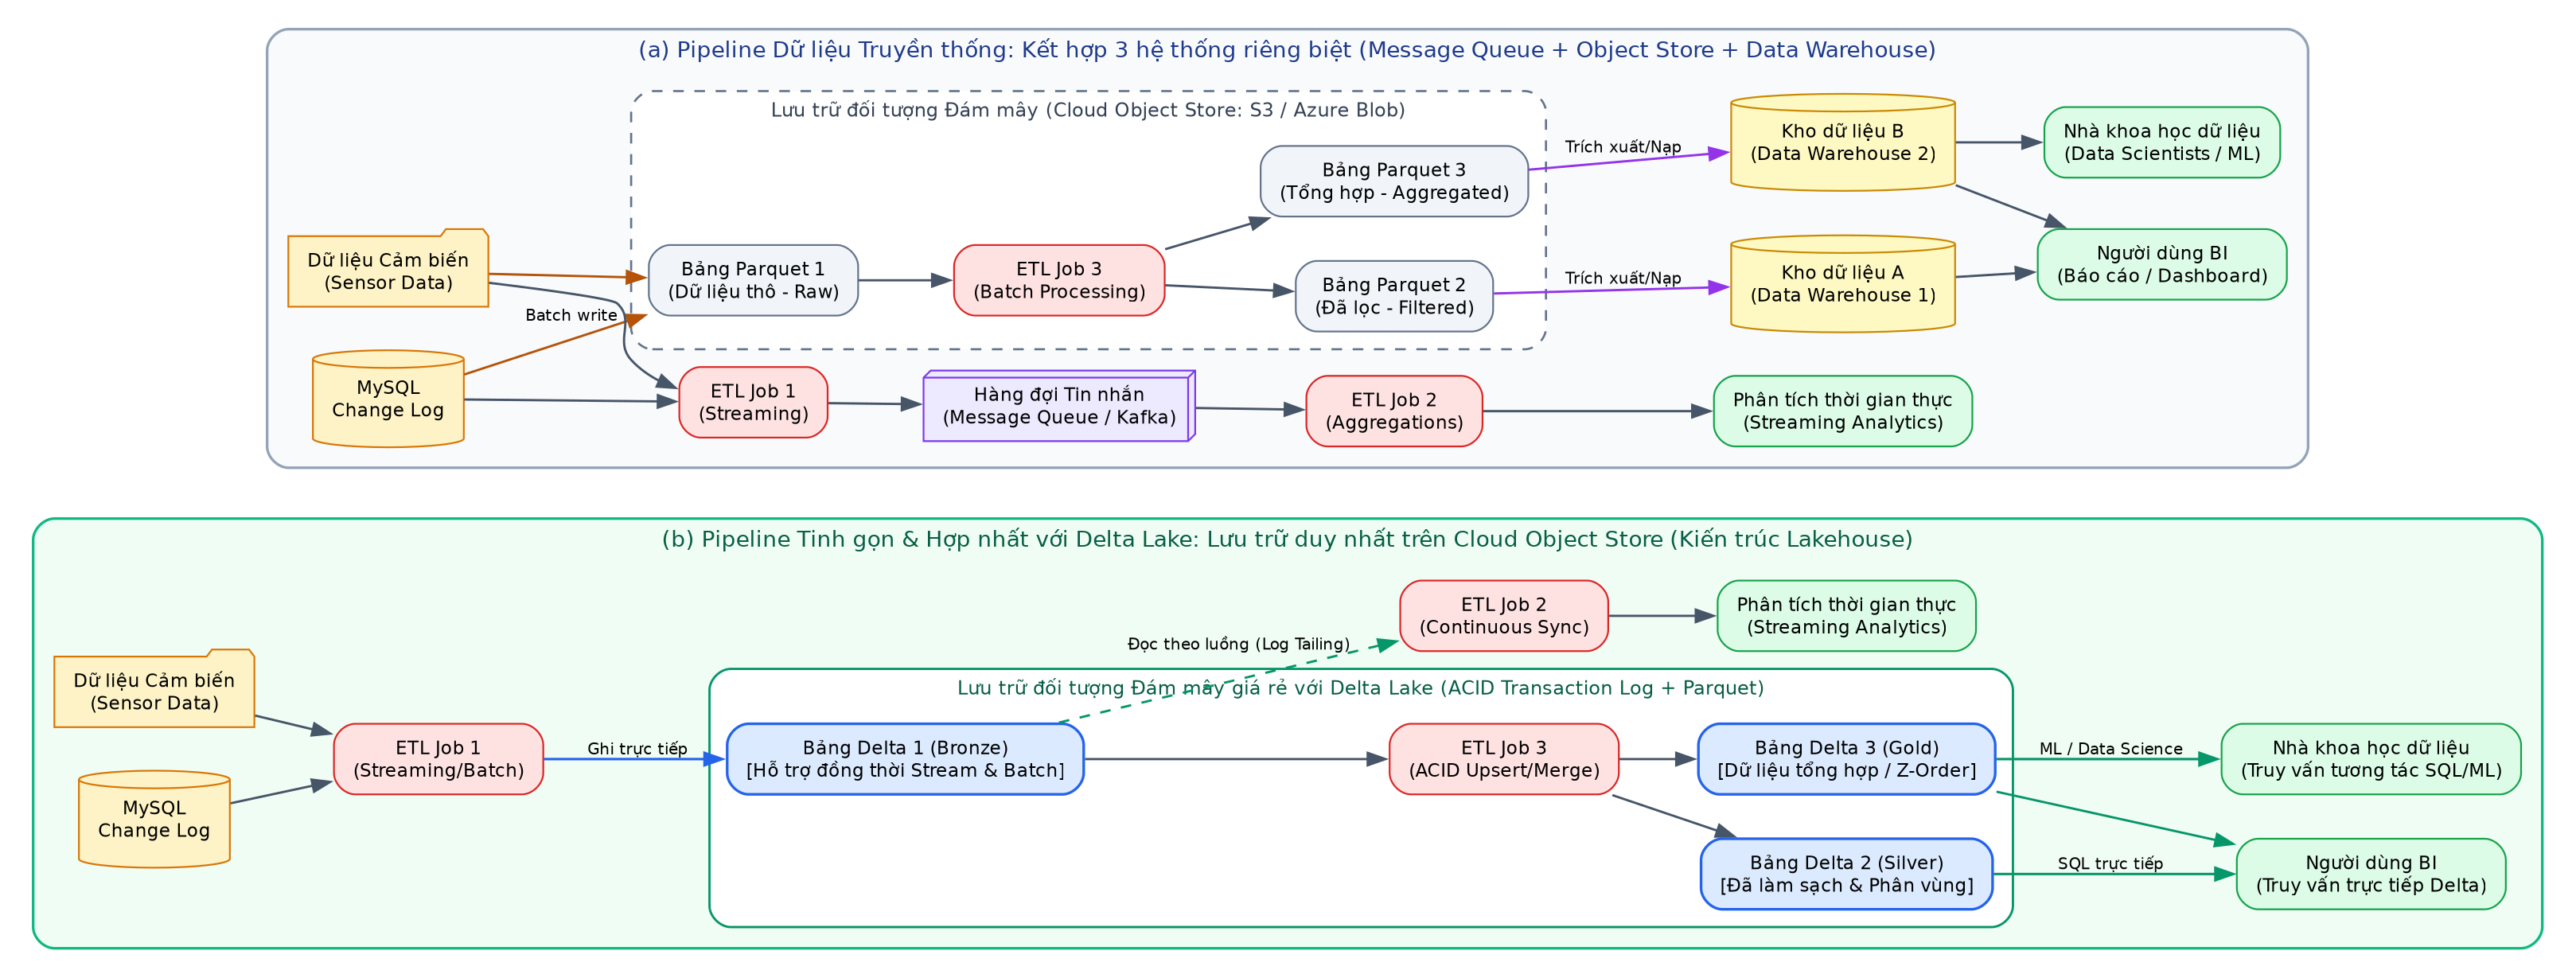 (a) Pipeline Dữ liệu Truyền thống: Kết hợp 3 hệ thống riêng biệt (Message Queue + Object Store + Data Warehouse)
Lưu trữ đối tượng Đám mây (Cloud Object Store: S3 / Azure Blob)
Dữ liệu Cảm biến
(Sensor Data)
MySQL
Change Log
Batch write
Bảng Parquet 1
(Dữ liệu thô - Raw)
ETL Job 3
(Batch Processing)
Bảng Parquet 3
(Tổng hợp - Aggregated)
Bảng Parquet 2
(Đã lọc - Filtered)
Trích xuất/Nạp
Trích xuất/Nạp
Kho dữ liệu B
(Data Warehouse 2)
Kho dữ liệu A
(Data Warehouse 1)
Nhà khoa học dữ liệu
(Data Scientists / ML)
Người dùng BI
(Báo cáo / Dashboard)
ETL Job 1
(Streaming)
Hàng đợi Tin nhắn
(Message Queue / Kafka)
ETL Job 2
(Aggregations)
Phân tích thời gian thực
(Streaming Analytics)
(b) Pipeline Tinh gọn & Hợp nhất với Delta Lake: Lưu trữ duy nhất trên Cloud Object Store (Kiến trúc Lakehouse)
Dữ liệu Cảm biến
(Sensor Data)
MySQL
Change Log
ETL Job 1
(Streaming/Batch)
Ghi trực tiếp
Đọc theo luồng (Log Tailing)
ETL Job 2
(Continuous Sync)
Phân tích thời gian thực
(Streaming Analytics)
Lưu trữ đối tượng Đám mây giá rẻ với Delta Lake (ACID Transaction Log + Parquet)
Bảng Delta 1 (Bronze)
[Hỗ trợ đồng thời Stream & Batch]
ETL Job 3
(ACID Upsert/Merge)
Bảng Delta 3 (Gold)
[Dữ liệu tổng hợp / Z-Order]
Bảng Delta 2 (Silver)
[Đã làm sạch & Phân vùng]
ML / Data Science
SQL trực tiếp
Nhà khoa học dữ liệu
(Truy vấn tương tác SQL/ML)
Người dùng BI
(Truy vấn trực tiếp Delta)